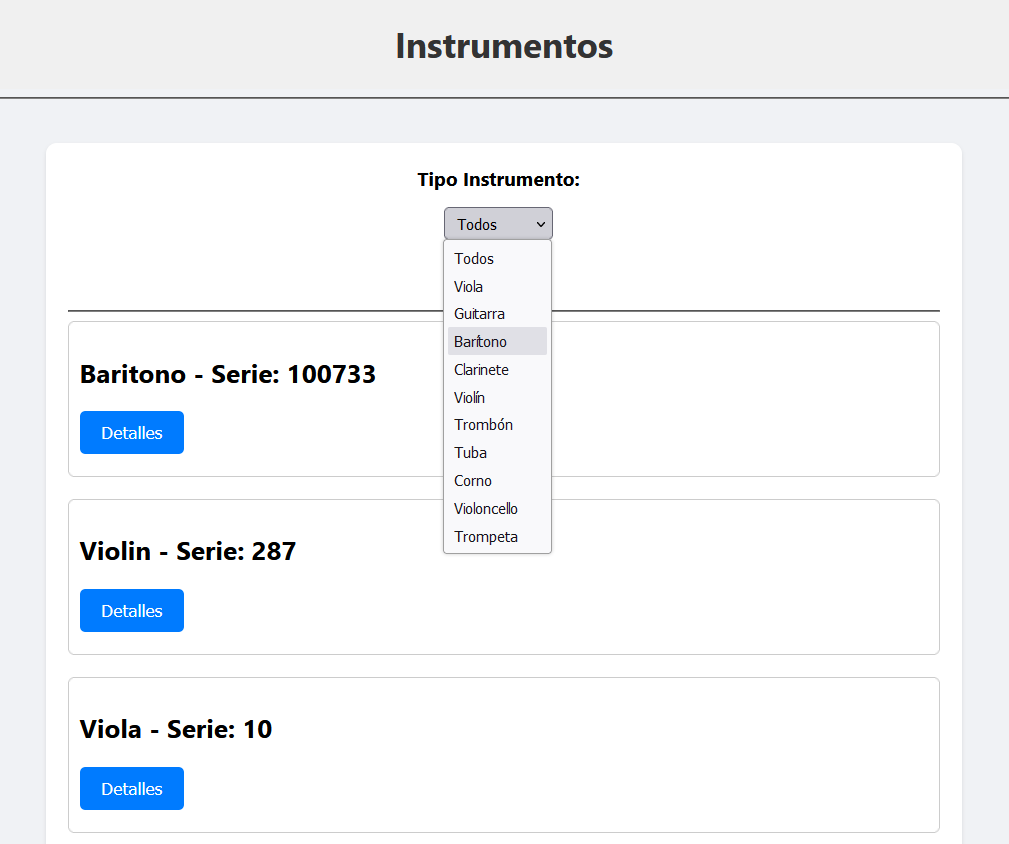 Instrumentos
Tipo Instrumento:
Todos
Todos
Viola
Guitarra
Barítono
Clarinete
Violín
Trombón
Tuba
Corno
Violoncello
Trompeta
Baritono - Serie: 100733
Detalles
Violin - Serie: 287
Detalles
Viola - Serie: 10
Detalles